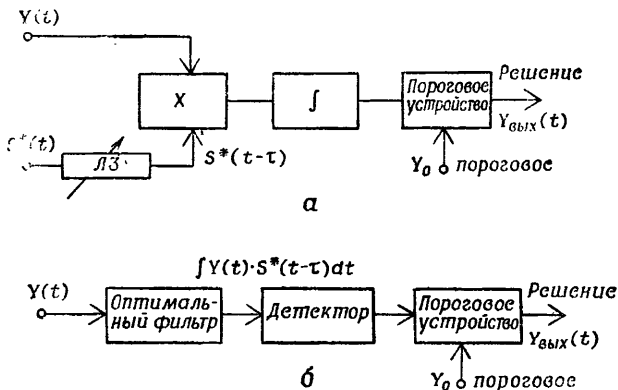 Y(t)
X
∫
Пороговое
устройство
Решение
Yвых(t)
S*(t)
ЛЗ
S*(t-τ)
Y₀ пороговое
а
∫Y(t)·S*(t-τ)dt
Y(t)
Оптималь-
ный фильтр
Детектор
Пороговое
устройство
Решение
Yвых(t)
Y₀ пороговое
б